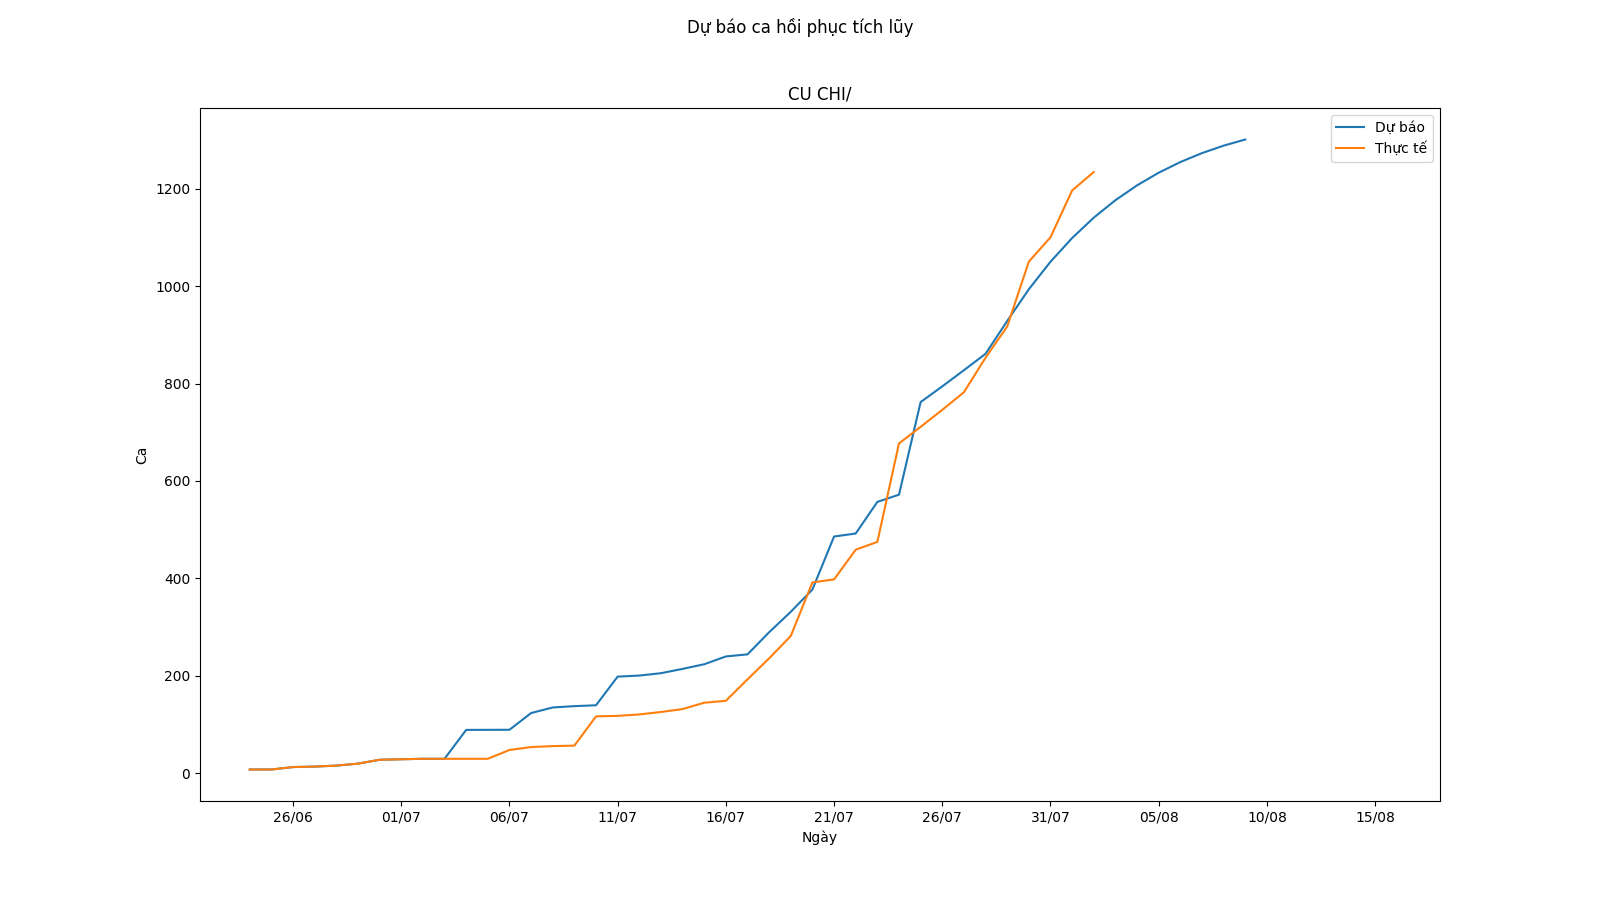 Dự báo ca hồi phục tích lũy
CU CHI/
Dự báo
Thực tế
1200
1000
800
600
400
200
0
Ca
26/06 01/07 06/07 11/07 16/07 21/07 26/07 31/07 05/08 10/08 15/08
Ngày